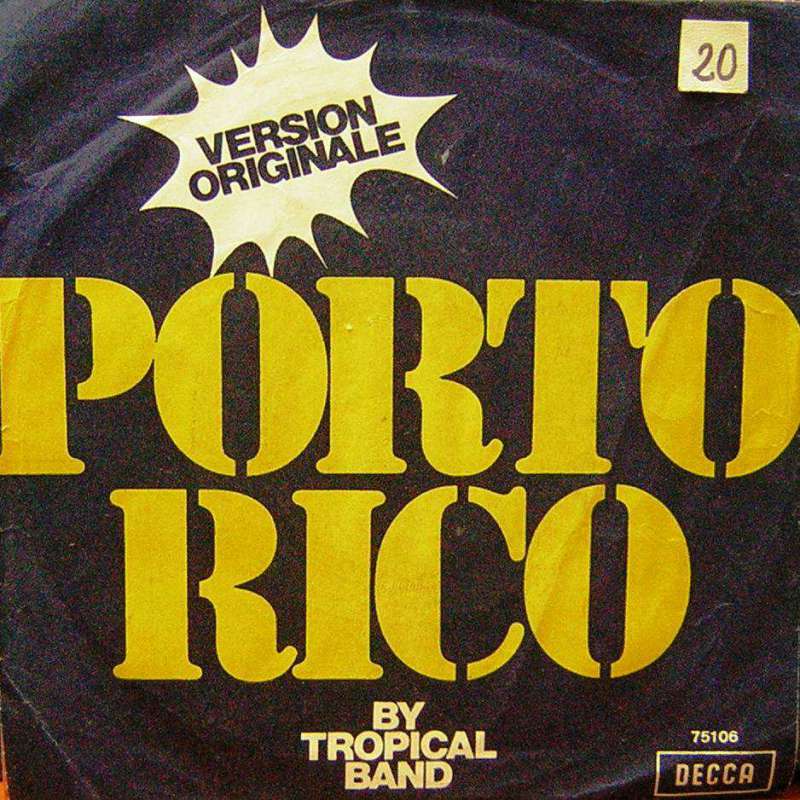 20
VERSION
ORIGINALE
PORTO
RICO
BY
TROPICAL
BAND
75106
DECCA